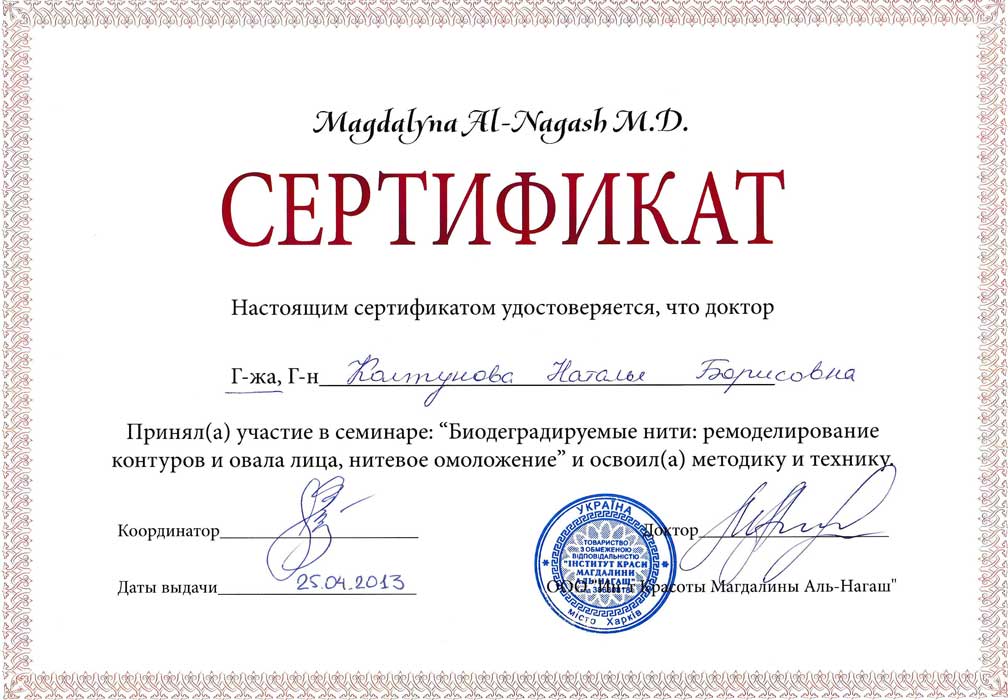 Magdalyna Al-Nagash M.D.
СЕРТИФИКАТ
Настоящим сертификатом удостоверяется, что доктор
Г-жа, Г-н Колтунова Наталья Борисовна
Принял(а) участие в семинаре: “Биодеградируемые нити: ремоделирование
контуров и овала лица, нитевое омоложение” и освоил(а) методику и технику.
Координатор
Доктор
Даты выдачи 25.04.2013
ООО "Ин-т Красоты Магдалины Аль-Нагаш"
УКРАЇНА
ТОВАРИСТВО
З ОБМЕЖЕНОЮ
ВІДПОВІДАЛЬНІСТЮ
"ІНСТИТУТ КРАСИ
МАГДАЛИНИ
АЛЬ-НАГАШ"
місто Харків